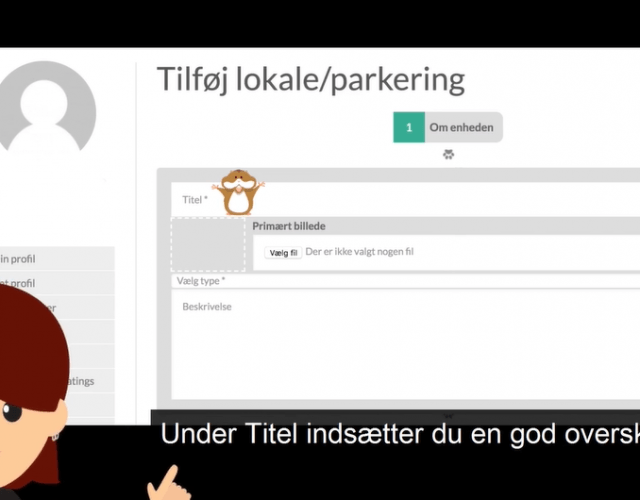 Tilføj lokale/parkering
1 Om enheden
Titel *
Primært billede
Vælg fil Der er ikke valgt nogen fil
in profil
Vælg type *
profil
Beskrivelse
er
atings
Under Titel indsætter du en god oversk